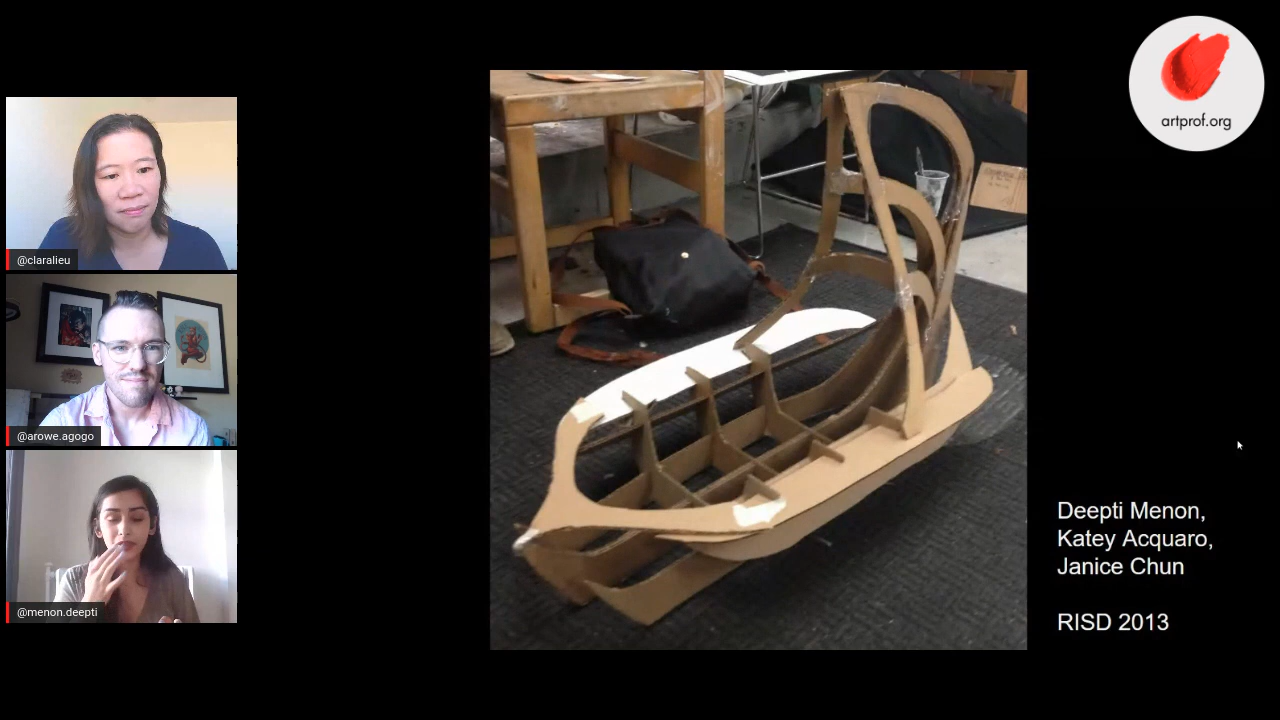 artprof.org
@claralieu
@arowe.agogo
@menon.deepti
Deepti Menon,
Katey Acquaro,
Janice Chun
RISD 2013